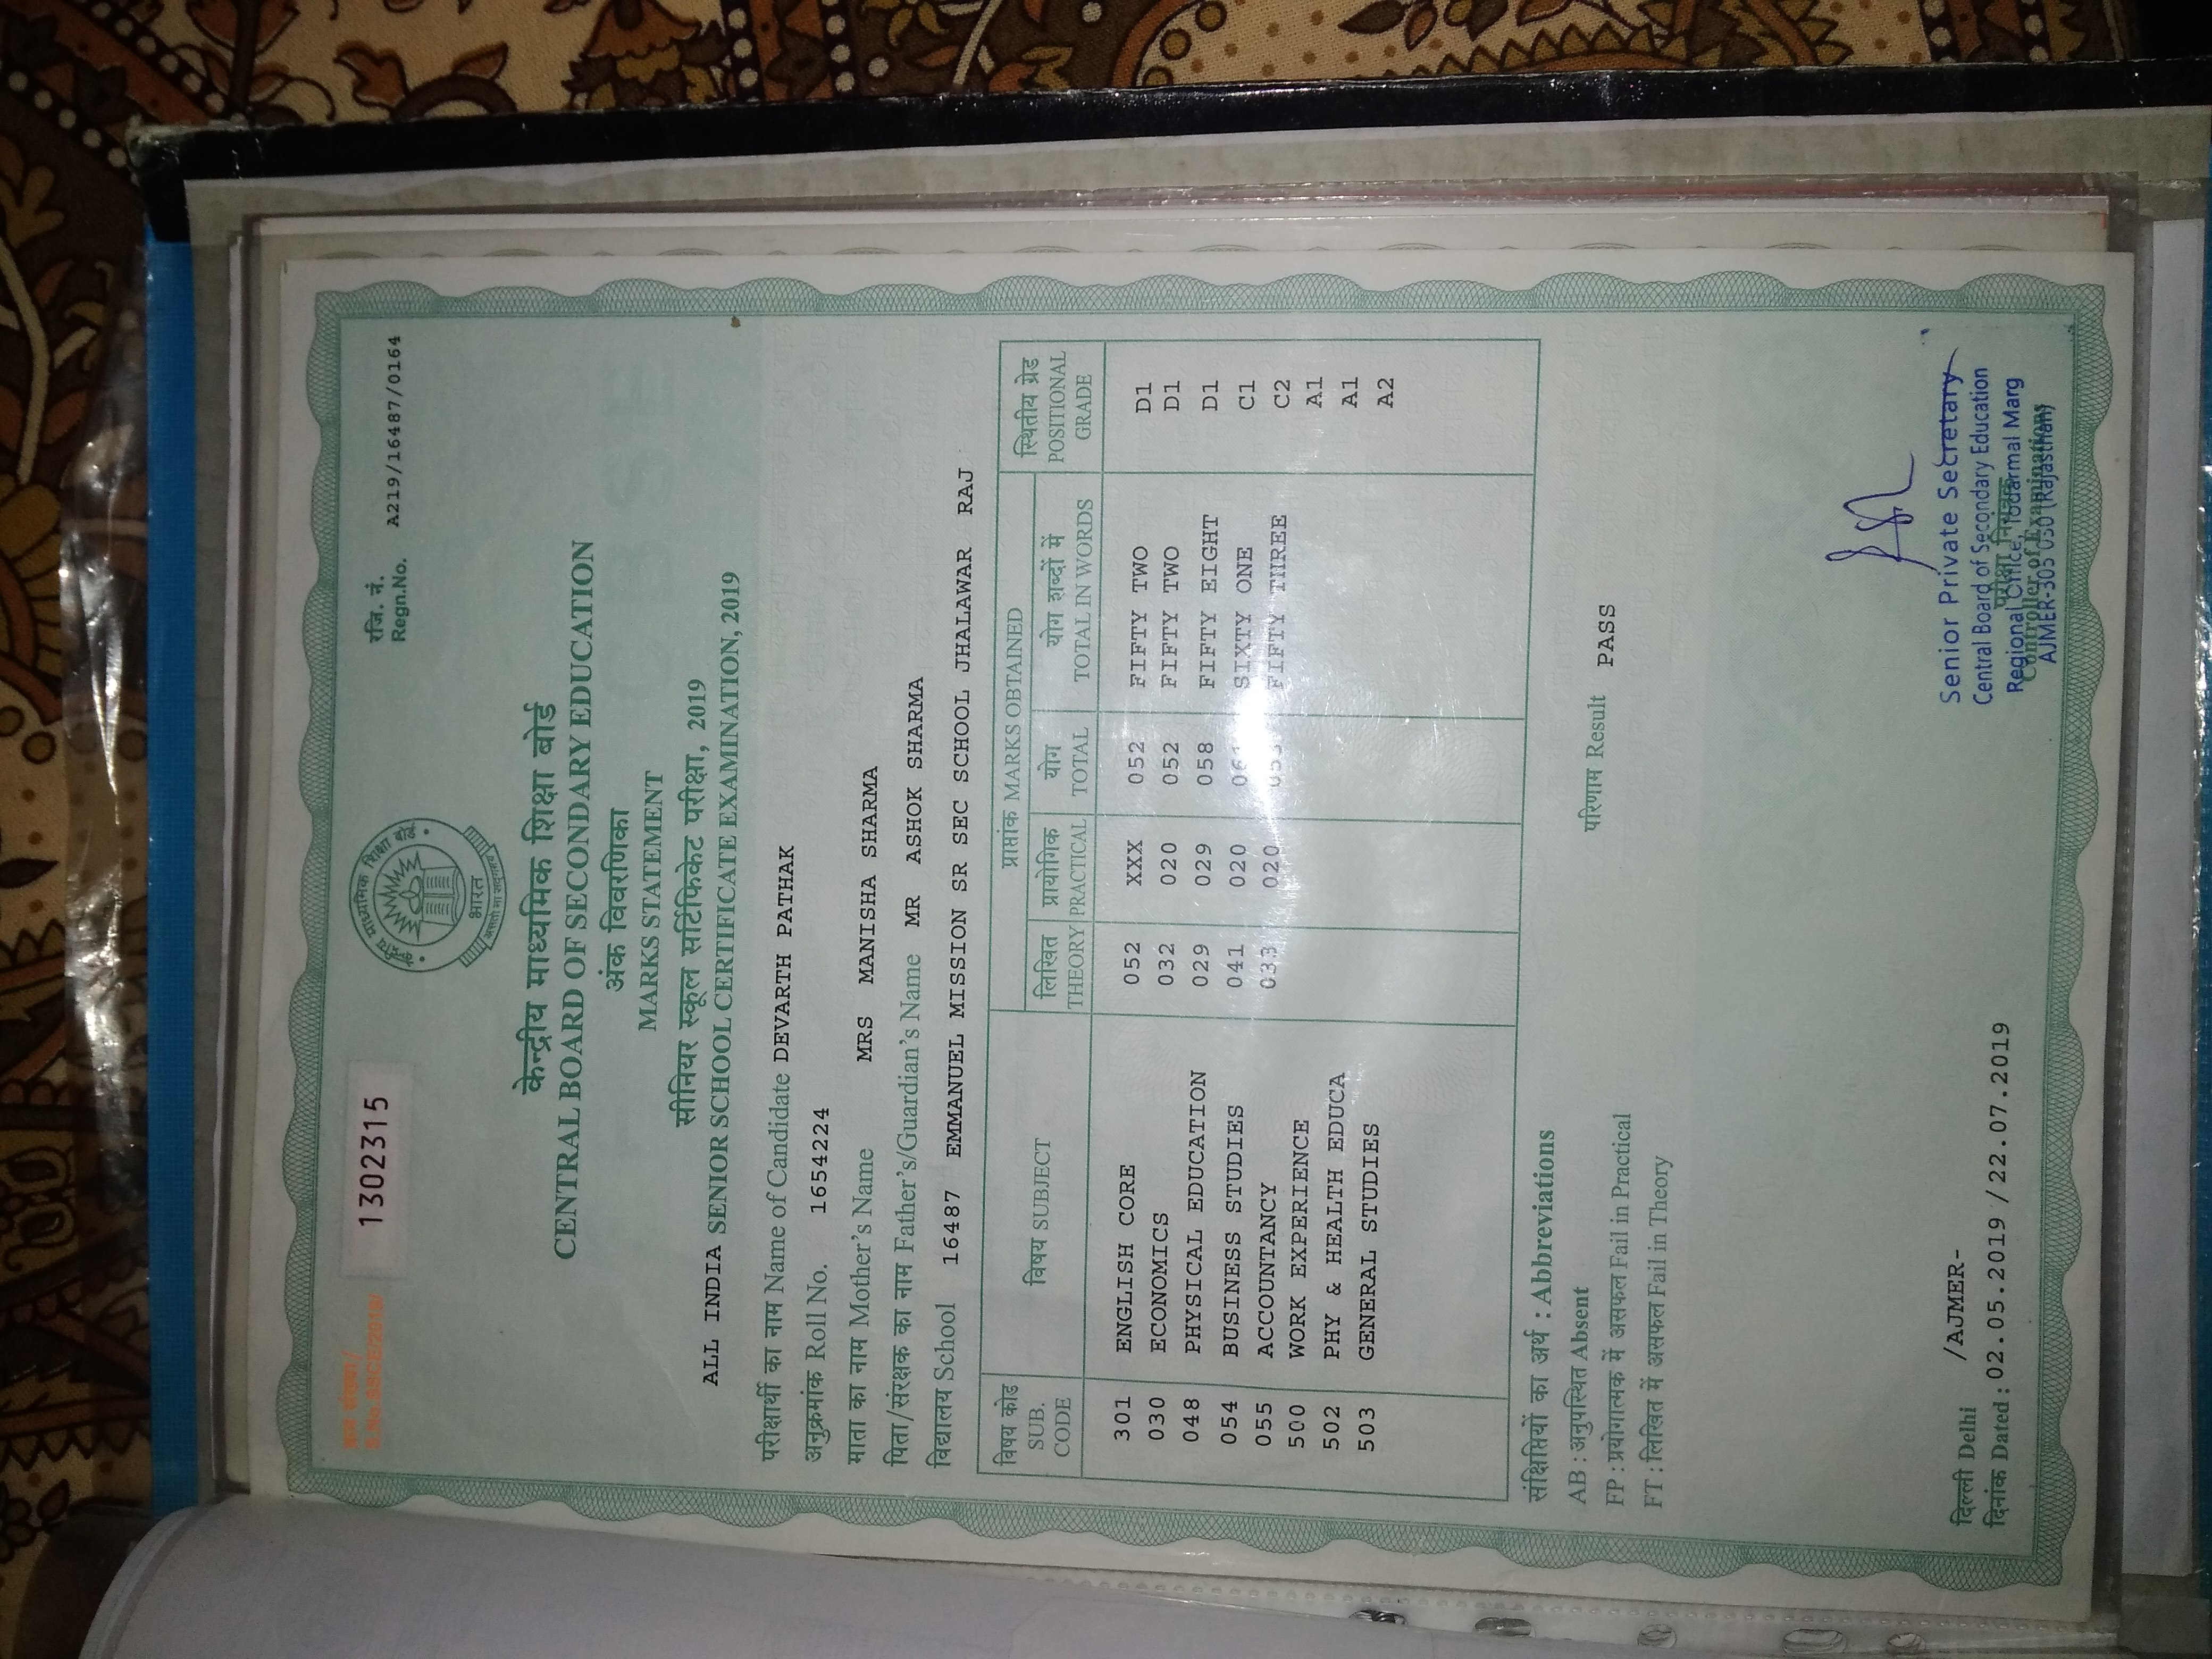 क्रम संख्या/
S.No.SSCE/2019/
1302315
रजि. नं.
Regn.No. A219/16487/0164
केन्द्रीय माध्यमिक शिक्षा बोर्ड
भारत
असतो मा सद्गमय
केन्द्रीय माध्यमिक शिक्षा बोर्ड
CENTRAL BOARD OF SECONDARY EDUCATION
अंक विवरणिका
MARKS STATEMENT
सीनियर स्कूल सर्टिफिकेट परीक्षा, 2019
ALL INDIA SENIOR SCHOOL CERTIFICATE EXAMINATION, 2019
परीक्षार्थी का नाम Name of Candidate DEVARTH PATHAK
अनुक्रमांक Roll No. 1654224
माता का नाम Mother's Name MRS MANISHA SHARMA
पिता/संरक्षक का नाम Father's/Guardian's Name MR ASHOK SHARMA
विद्यालय School 16487 EMMANUEL MISSION SR SEC SCHOOL JHALAWAR RAJ
विषय कोड SUB. CODE विषय SUBJECT प्राप्तांक MARKS OBTAINED स्थितीय ग्रेड POSITIONAL GRADE
लिखित THEORY प्रायोगिक PRACTICAL योग TOTAL योग शब्दों में TOTAL IN WORDS
301 ENGLISH CORE 052 XXX 052 FIFTY TWO D1
030 ECONOMICS 032 020 052 FIFTY TWO D1
048 PHYSICAL EDUCATION 029 029 058 FIFTY EIGHT D1
054 BUSINESS STUDIES 041 020 061 SIXTY ONE C1
055 ACCOUNTANCY 033 020 053 FIFTY THREE C2
500 WORK EXPERIENCE A1
502 PHY & HEALTH EDUCA A1
503 GENERAL STUDIES A2
संक्षिप्तियों का अर्थ : Abbreviations
AB : अनुपस्थित Absent
FP : प्रयोगात्मक में असफल Fail in Practical
FT : लिखित में असफल Fail in Theory
परिणाम Result PASS
दिल्ली Delhi /AJMER-
दिनांक Dated : 02.05.2019 /22.07.2019
Senior Private Secretary
Central Board of Secondary Education
परीक्षा नियंत्रक
Regional Office, Todarmal Marg
Controller of Examinations
AJMER-305 030 (Rajasthan)